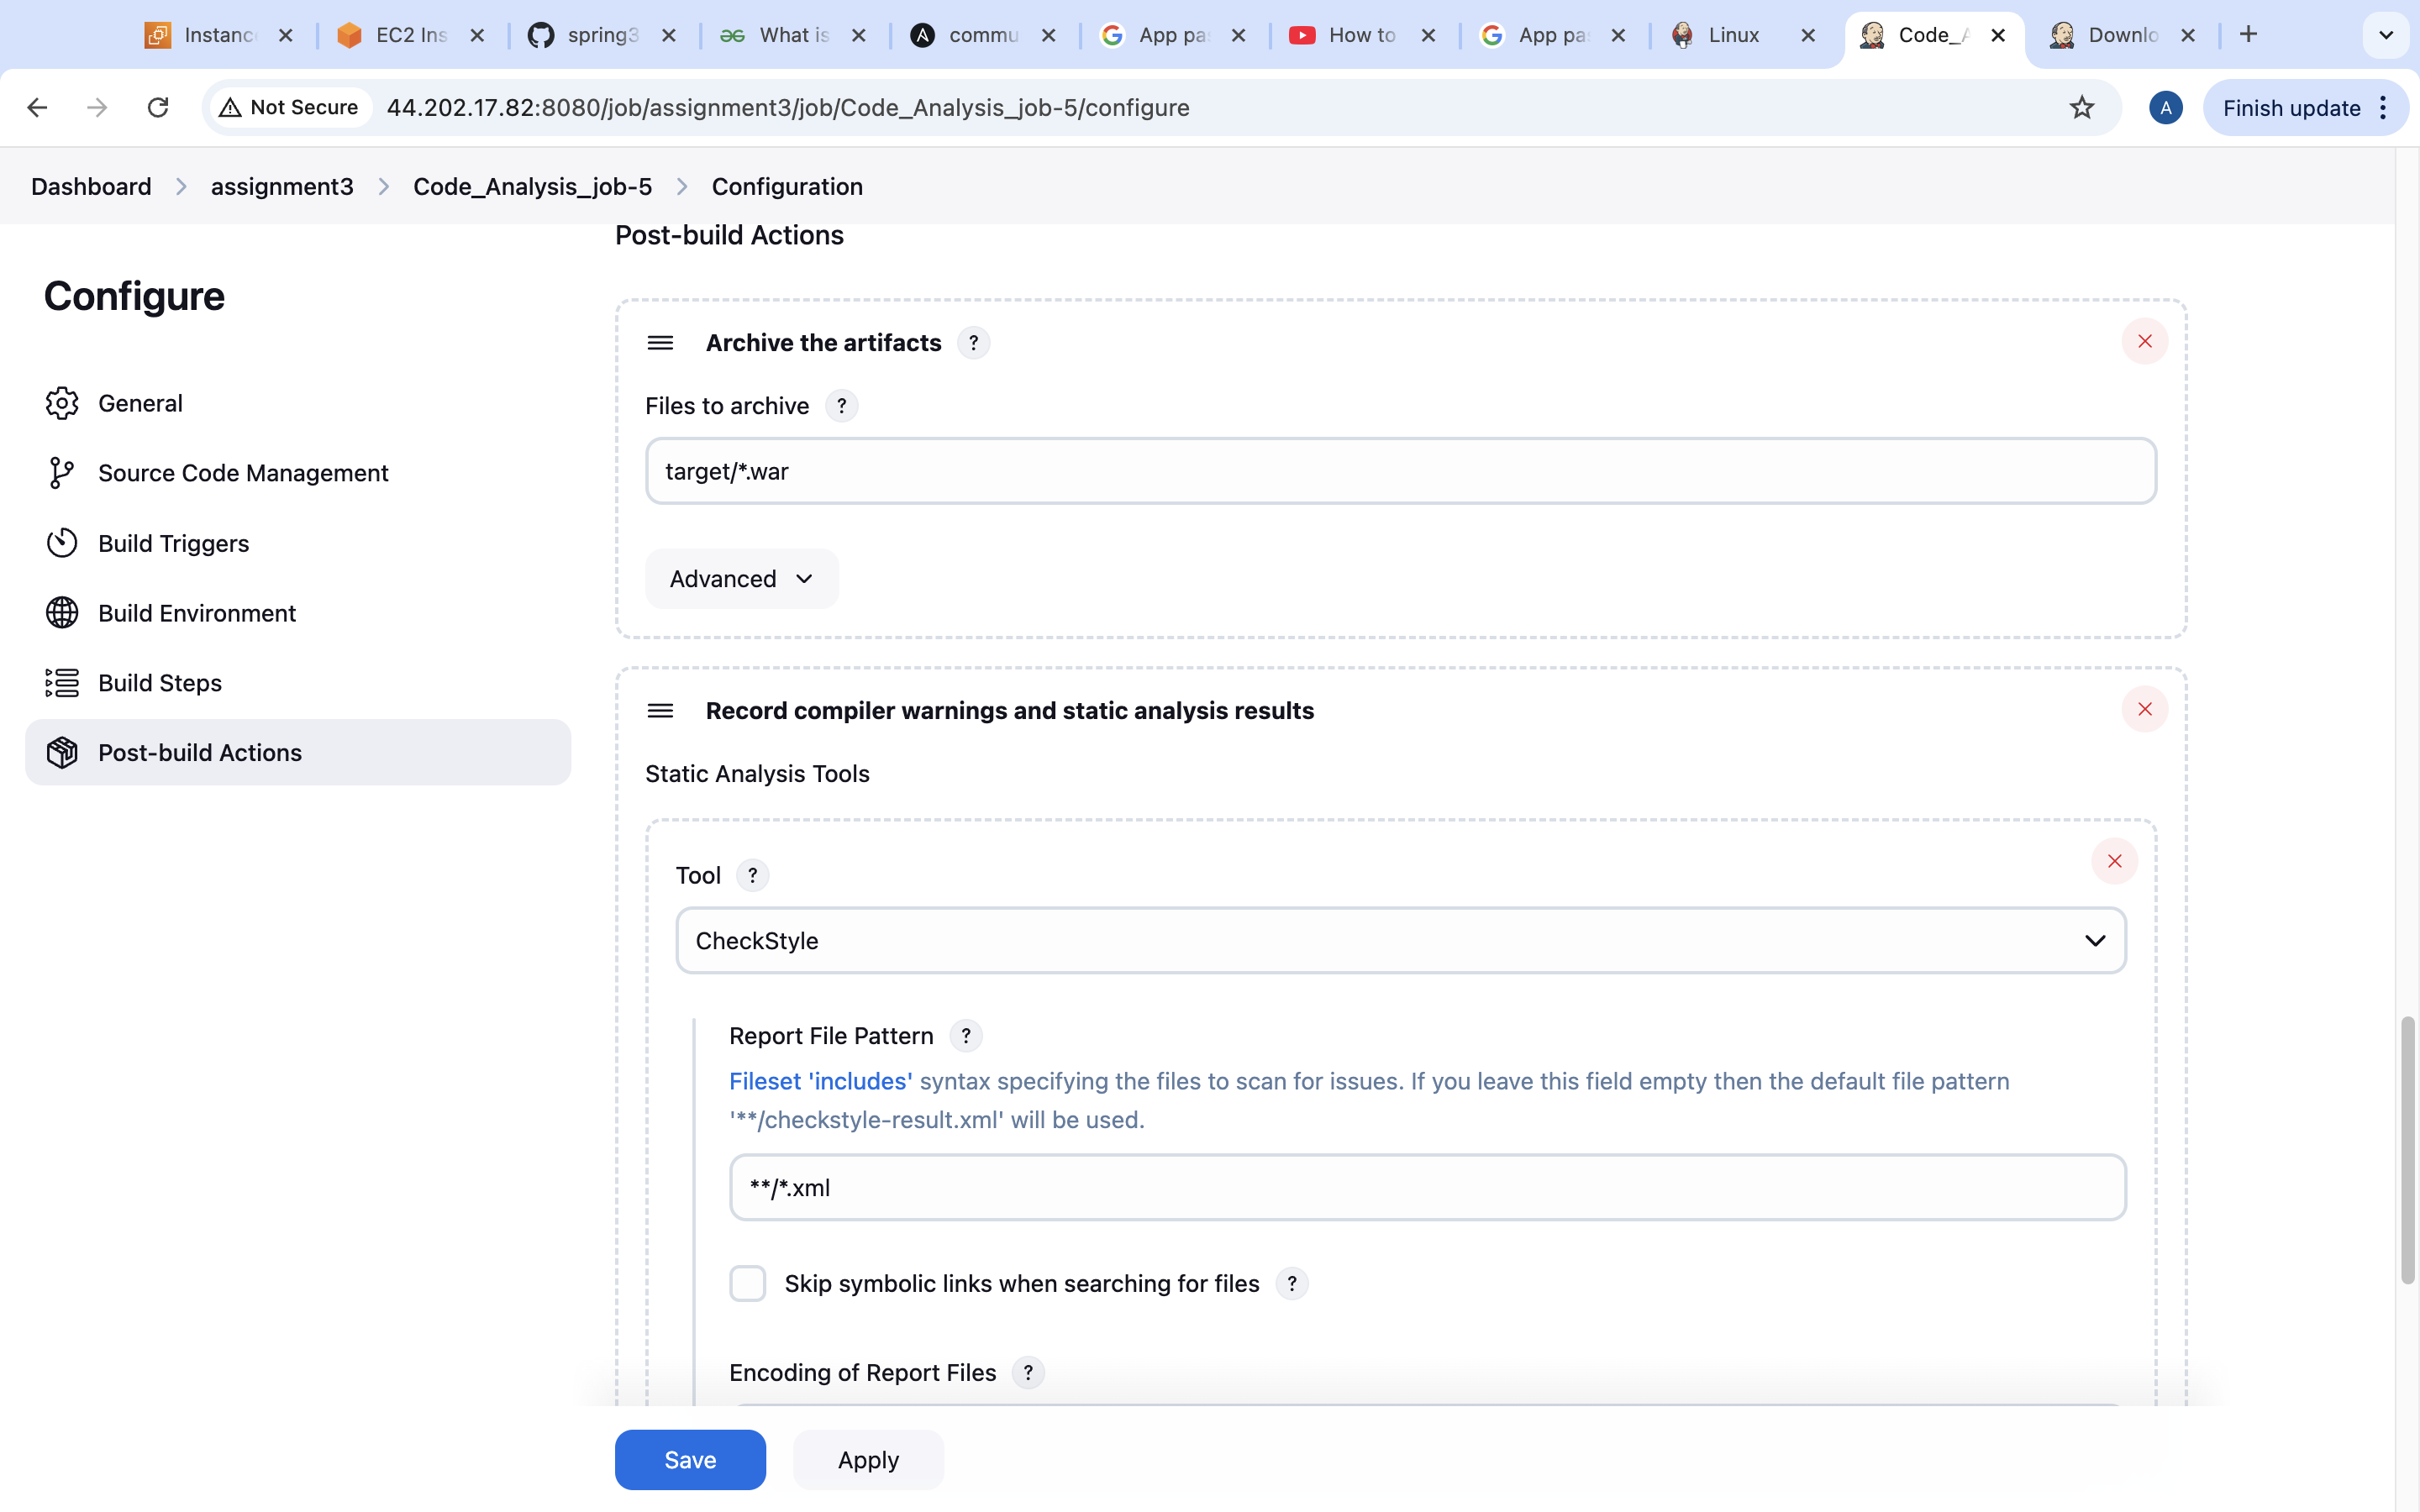 Instanc
EC2 Ins
spring3
What is
commu
App pa
How to
App pa
Linux
Code_A
Downlo
Not Secure
44.202.17.82:8080/job/assignment3/job/Code_Analysis_job-5/configure
A
Finish update
Dashboard > assignment3 > Code_Analysis_job-5 > Configuration
Configure
General
Source Code Management
Build Triggers
Build Environment
Build Steps
Post-build Actions
Post-build Actions
Archive the artifacts ?
Files to archive ?
target/*.war
Advanced
Record compiler warnings and static analysis results
Static Analysis Tools
Tool ?
CheckStyle
Report File Pattern ?
Fileset 'includes' syntax specifying the files to scan for issues. If you leave this field empty then the default file pattern
'**/checkstyle-result.xml' will be used.
**/*.xml
Skip symbolic links when searching for files ?
Encoding of Report Files ?
Save
Apply